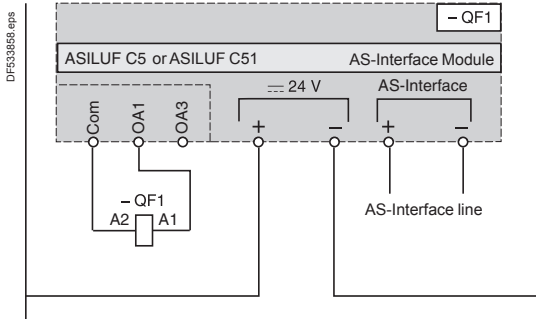 DF533858.eps
– QF1
ASILUF C5 or ASILUF C51 AS-Interface Module
24 V AS-Interface
Com OA1 OA3 + – + –
– QF1
A2 A1
AS-Interface line